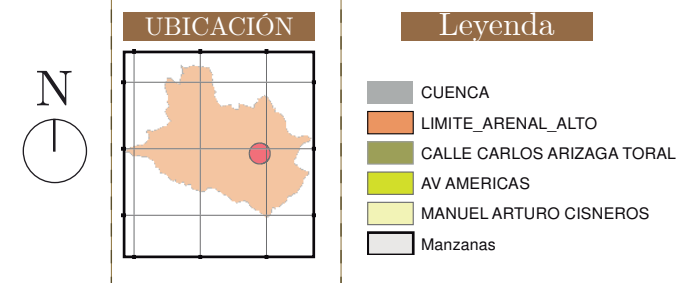 N
UBICACIÓN
Leyenda
CUENCA
LIMITE_ARENAL_ALTO
CALLE CARLOS ARIZAGA TORAL
AV AMERICAS
MANUEL ARTURO CISNEROS
Manzanas